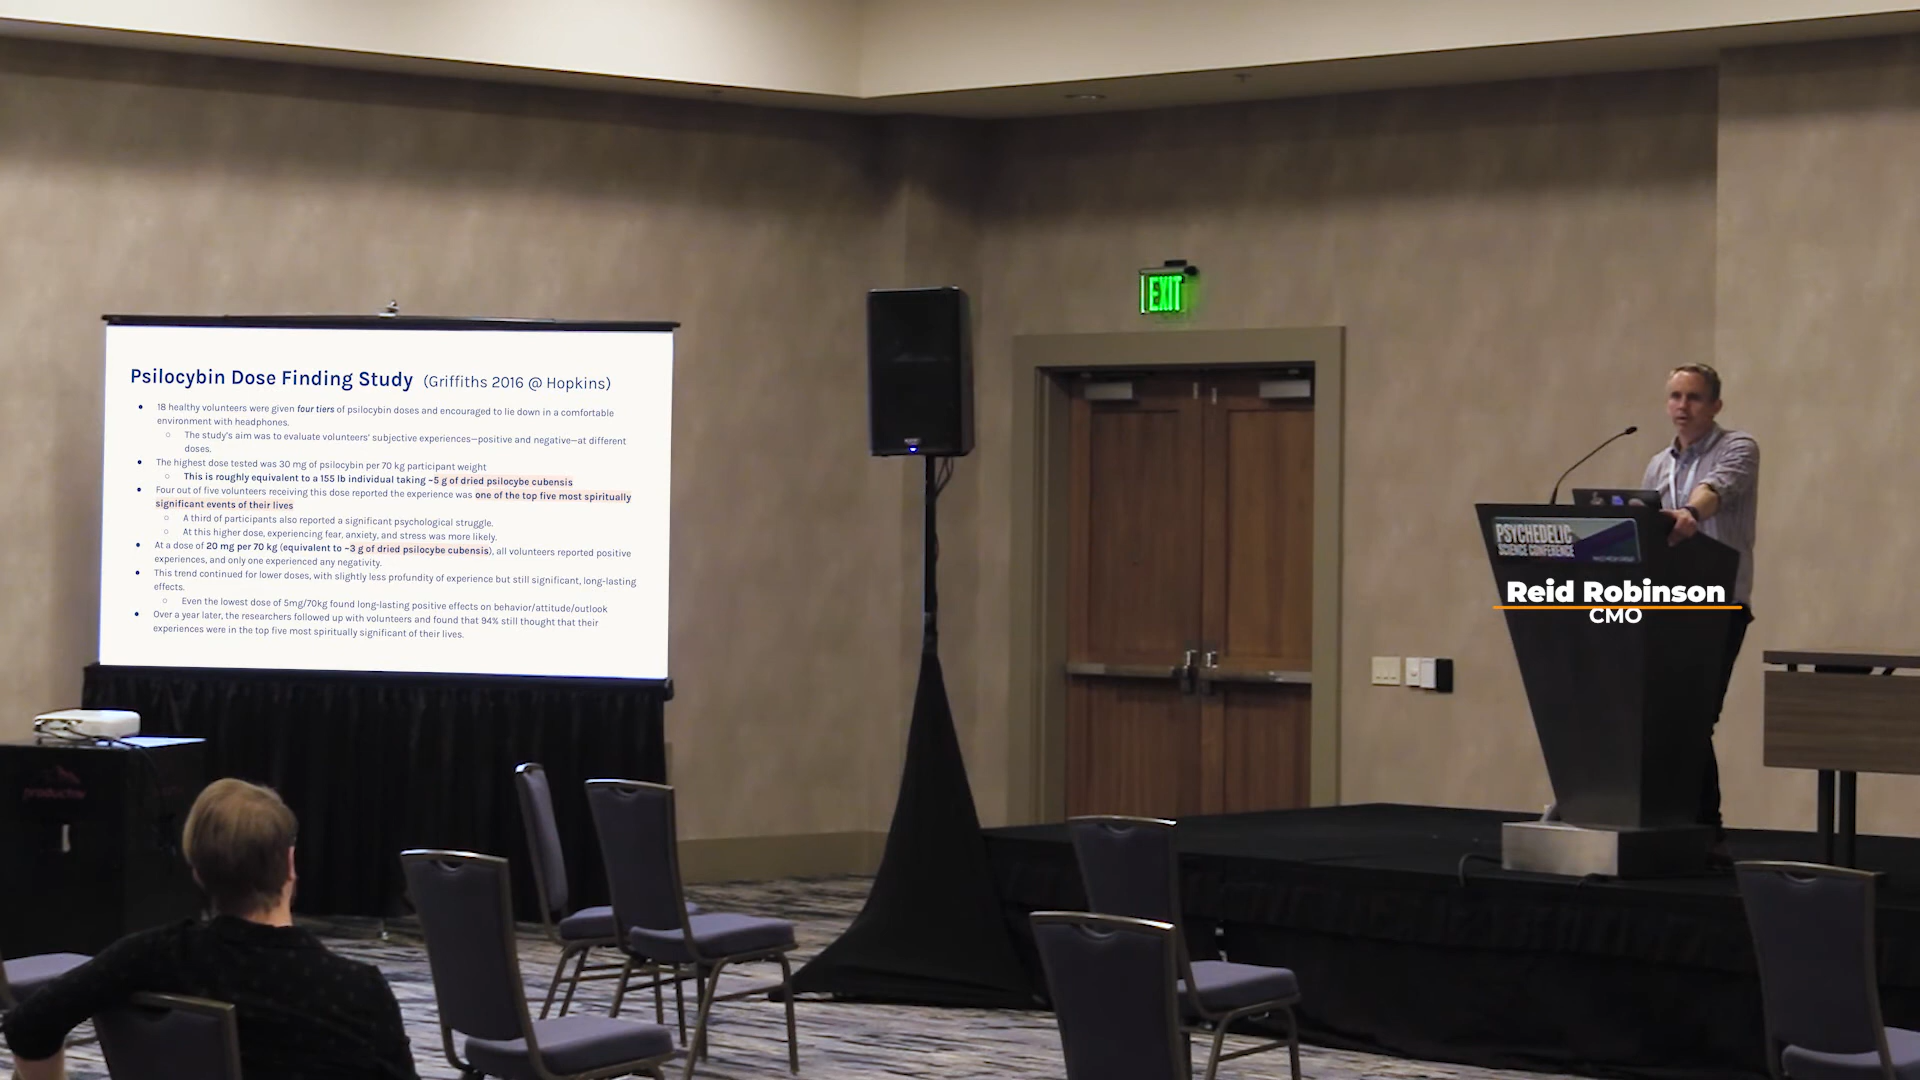 Psilocybin Dose Finding Study (Griffiths 2016 @ Hopkins)
• 18 healthy volunteers were given four tiers of psilocybin doses and encouraged to lie down in a comfortable
environment with headphones.
○ The study's aim was to evaluate volunteers' subjective experiences—positive and negative—at different
doses.
• The highest dose tested was 30 mg of psilocybin per 70 kg participant weight
○ This is roughly equivalent to a 155 lb individual taking ~5 g of dried psilocybe cubensis
• Four out of five volunteers receiving this dose reported the experience was one of the top five most spiritually
significant events of their lives
○ A third of participants also reported a significant psychological struggle.
○ At this higher dose, experiencing fear, anxiety, and stress was more likely.
• At a dose of 20 mg per 70 kg (equivalent to ~3 g of dried psilocybe cubensis), all volunteers reported positive
experiences, and only one experienced any negativity.
• This trend continued for lower doses, with slightly less profundity of experience but still significant, long-lasting
effects.
○ Even the lowest dose of 5mg/70kg found long-lasting positive effects on behavior/attitude/outlook
• Over a year later, the researchers followed up with volunteers and found that 94% still thought that their
experiences were in the top five most spiritually significant of their lives.
EXIT
PSYCHEDELIC
SCIENCE CONFERENCE
Reid Robinson
CMO